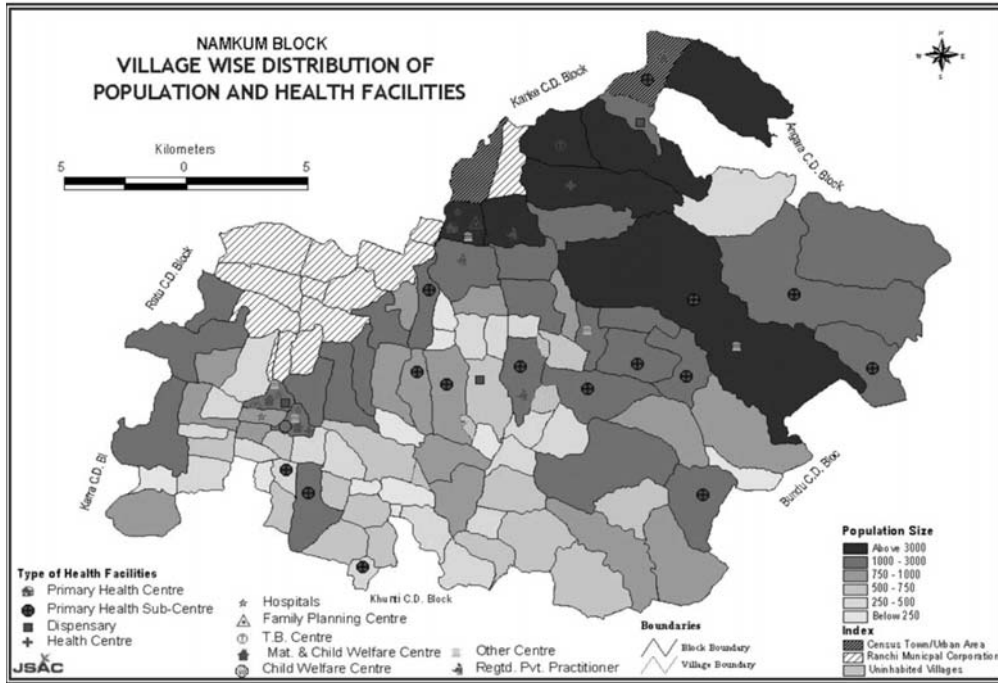 NAMKUM BLOCK
VILLAGE WISE DISTRIBUTION OF
POPULATION AND HEALTH FACILITIES
Kilometers
5 0 5
N
W E
S
Kanke C.D. Block
Angara C.D. Block
Ratu C.D. Block
Karra C.D. Bl
Bundu C.D. Bloc
Khunti C.D. Block
Type of Health Facilities
Primary Health Centre
Primary Health Sub-Centre
Dispensary
Health Centre
Hospitals
Family Planning Centre
T.B. Centre
Mat. & Child Welfare Centre
Child Welfare Centre
Other Centre
Regtd. Pvt. Practitioner
Boundaries
Block Boundary
Village Boundary
Population Size
Above 3000
1000 - 3000
750 - 1000
500 - 750
250 - 500
Below 250
Index
Census Town/Urban Area
Ranchi Municpal Corporation
Uninhabited Villages
JSAC